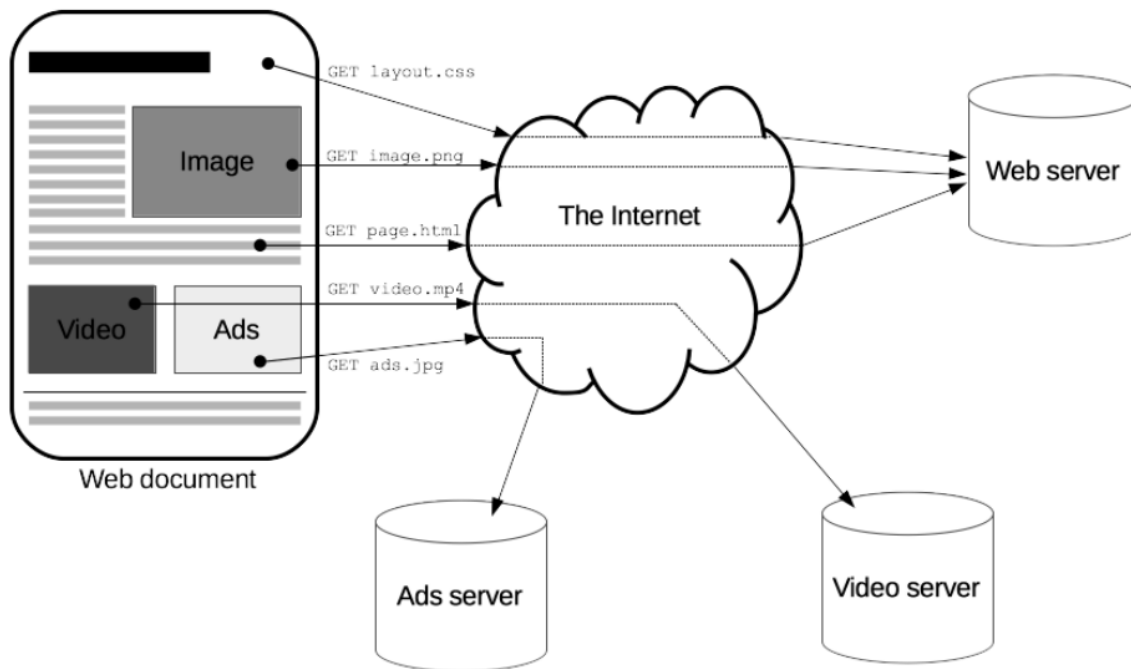 GET layout.css
Image
GET image.png
Web server
The Internet
GET page.html
Video
GET video.mp4
Ads
GET ads.jpg
Web document
Ads server
Video server